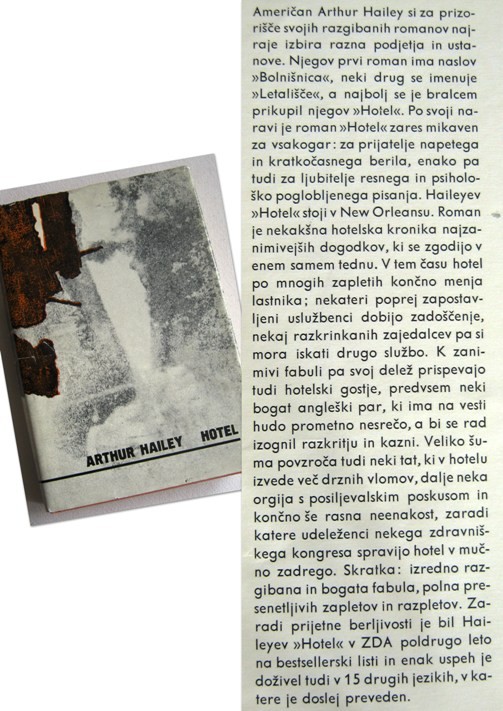 ARTHUR HAILEY HOTEL
Američan Arthur Hailey si za prizo-
rišče svojih razgibanih romanov naj-
raje izbira razna podjetja in usta-
nove. Njegov prvi roman ima naslov
»Bolnišnica«, neki drug se imenuje
»Letališče«, a najbolj se je bralcem
prikupil njegov »Hotel«. Po svoji na-
ravi je roman »Hotel« zares mikaven
za vsakogar: za prijatelje napetega
in kratkočasnega berila, enako pa
tudi za ljubitelje resnega in psiholo-
ško poglobljenega pisanja. Haileyev
»Hotel« stoji v New Orleansu. Roman
je nekakšna hotelska kronika najza-
nimivejših dogodkov, ki se zgodijo v
enem samem tednu. V tem času hotel
po mnogih zapletih končno menja
lastnika; nekateri poprej zapostav-
ljeni uslužbenci dobijo zadoščenje,
nekaj razkrinkanih zajedalcev pa si
mora iskati drugo službo. K zani-
mivi fabuli pa svoj delež prispevajo
tudi hotelski gostje, predvsem neki
bogat angleški par, ki ima na vesti
hudo prometno nesrečo, a bi se rad
izognil razkritju in kazni. Veliko šu-
ma povzroča tudi neki tat, ki v hotelu
izvede več drznih vlomov, dalje neka
orgija s posiljevalskim poskusom in
končno še rasna neenakost, zaradi
katere udeleženci nekega zdravniš-
kega kongresa spravijo hotel v muč-
no zadrego. Skratka: izredno raz-
gibana in bogata fabula, polna pre-
senetljivih zapletov in razpletov. Za-
radi prijetne berljivosti je bil Hai-
leyev »Hotel« v ZDA poldrugo leto
na bestsellerski listi in enak uspeh je
doživel tudi v 15 drugih jezikih, v ka-
tere je doslej preveden.